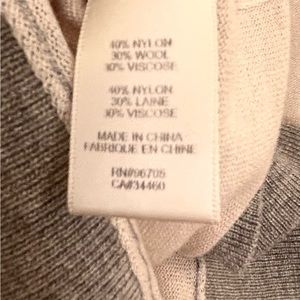 40% NYLON
30% WOOL
30% VISCOSE
40% NYLON
30% LAINE
30% VISCOSE
MADE IN CHINA
FABRIQUE EN CHINE
RN#96705
CA#34460